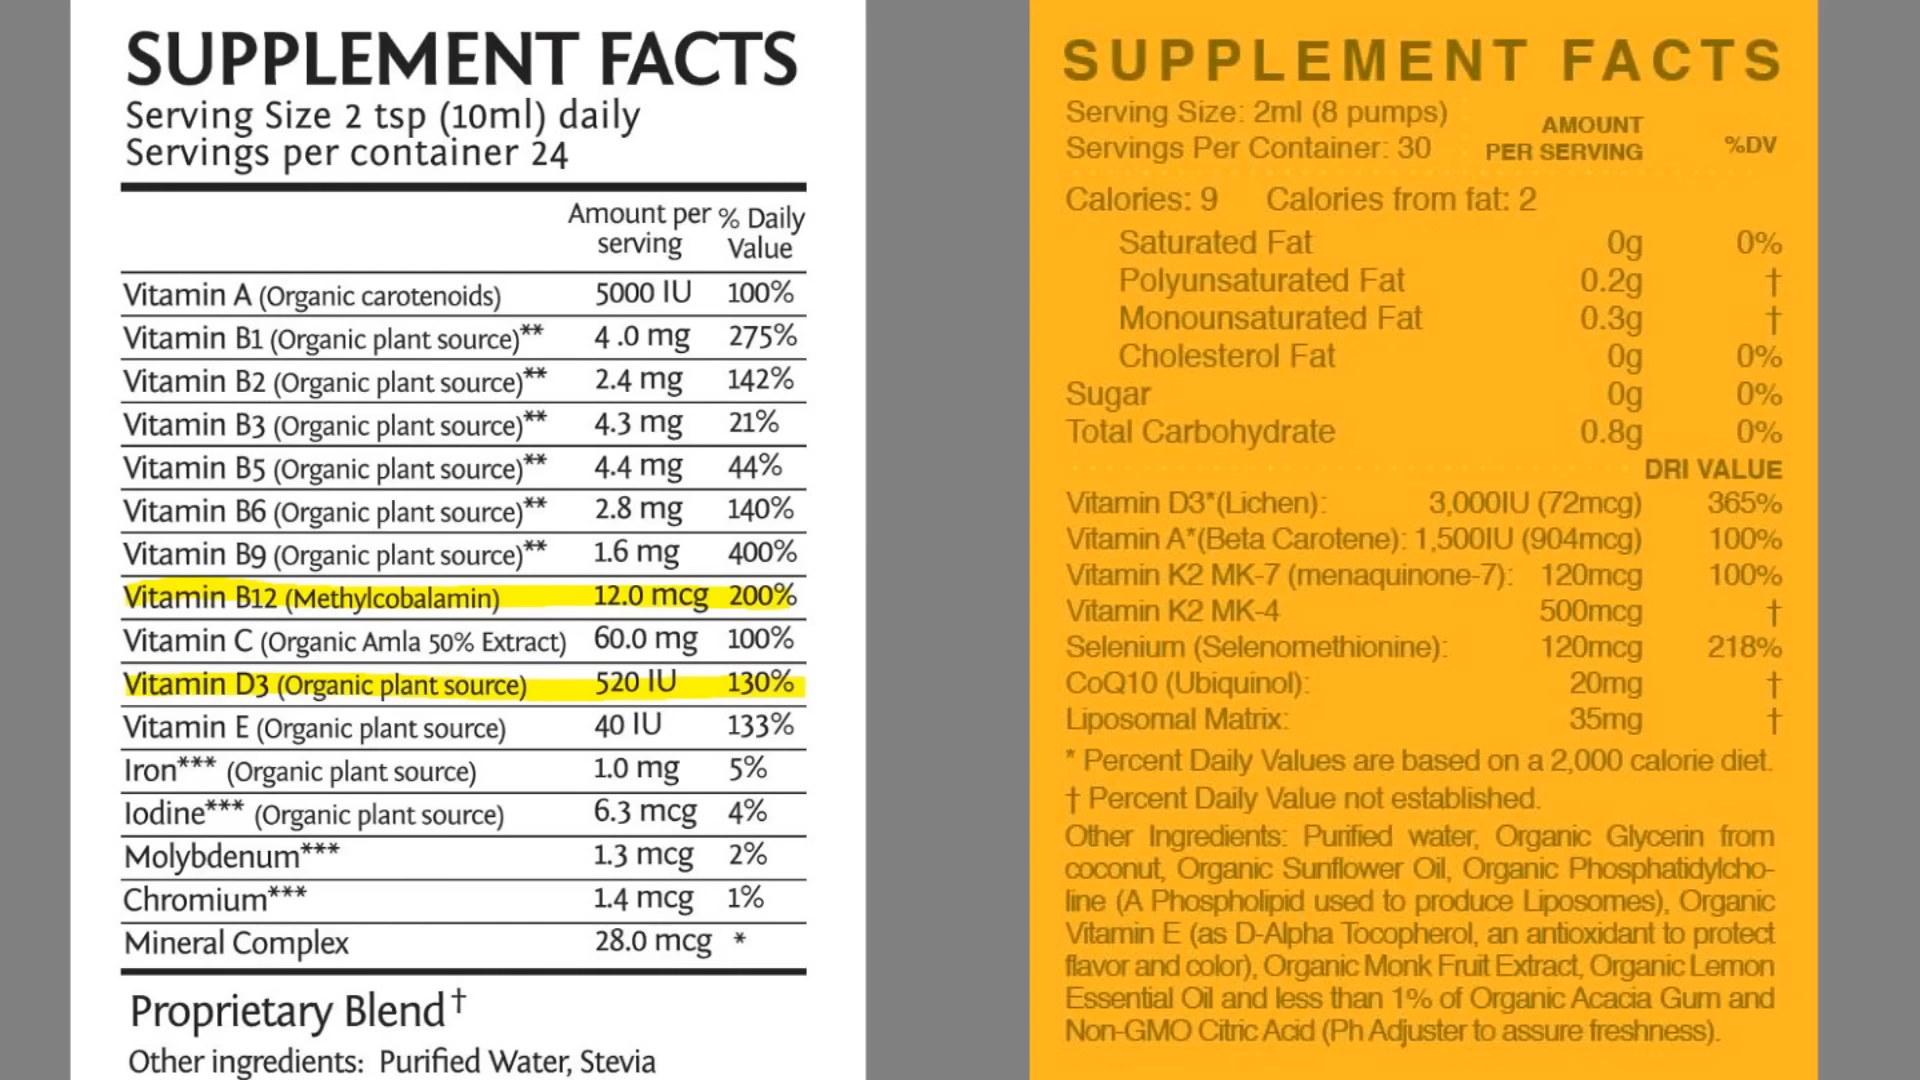 SUPPLEMENT FACTS
Serving Size 2 tsp (10ml) daily
Servings per container 24
Amount per serving % Daily Value
Vitamin A (Organic carotenoids) 5000 IU 100%
Vitamin B1 (Organic plant source)** 4 .0 mg 275%
Vitamin B2 (Organic plant source)** 2.4 mg 142%
Vitamin B3 (Organic plant source)** 4.3 mg 21%
Vitamin B5 (Organic plant source)** 4.4 mg 44%
Vitamin B6 (Organic plant source)** 2.8 mg 140%
Vitamin B9 (Organic plant source)** 1.6 mg 400%
Vitamin B12 (Methylcobalamin) 12.0 mcg 200%
Vitamin C (Organic Amla 50% Extract) 60.0 mg 100%
Vitamin D3 (Organic plant source) 520 IU 130%
Vitamin E (Organic plant source) 40 IU 133%
Iron*** (Organic plant source) 1.0 mg 5%
Iodine*** (Organic plant source) 6.3 mcg 4%
Molybdenum*** 1.3 mcg 2%
Chromium*** 1.4 mcg 1%
Mineral Complex 28.0 mcg *
Proprietary Blend†
Other ingredients: Purified Water, Stevia
SUPPLEMENT FACTS
Serving Size: 2ml (8 pumps)
Servings Per Container: 30
AMOUNT PER SERVING %DV
Calories: 9 Calories from fat: 2
Saturated Fat 0g 0%
Polyunsaturated Fat 0.2g †
Monounsaturated Fat 0.3g †
Cholesterol Fat 0g 0%
Sugar 0g 0%
Total Carbohydrate 0.8g 0%
DRI VALUE
Vitamin D3*(Lichen): 3,000IU (72mcg) 365%
Vitamin A*(Beta Carotene): 1,500IU (904mcg) 100%
Vitamin K2 MK-7 (menaquinone-7): 120mcg 100%
Vitamin K2 MK-4 500mcg †
Selenium (Selenomethionine): 120mcg 218%
CoQ10 (Ubiquinol): 20mg †
Liposomal Matrix: 35mg †
* Percent Daily Values are based on a 2,000 calorie diet.
† Percent Daily Value not established.
Other Ingredients: Purified water, Organic Glycerin from
coconut, Organic Sunflower Oil, Organic Phosphatidylcho-
line (A Phospholipid used to produce Liposomes), Organic
Vitamin E (as D-Alpha Tocopherol, an antioxidant to protect
flavor and color), Organic Monk Fruit Extract, Organic Lemon
Essential Oil and less than 1% of Organic Acacia Gum and
Non-GMO Citric Acid (Ph Adjuster to assure freshness).